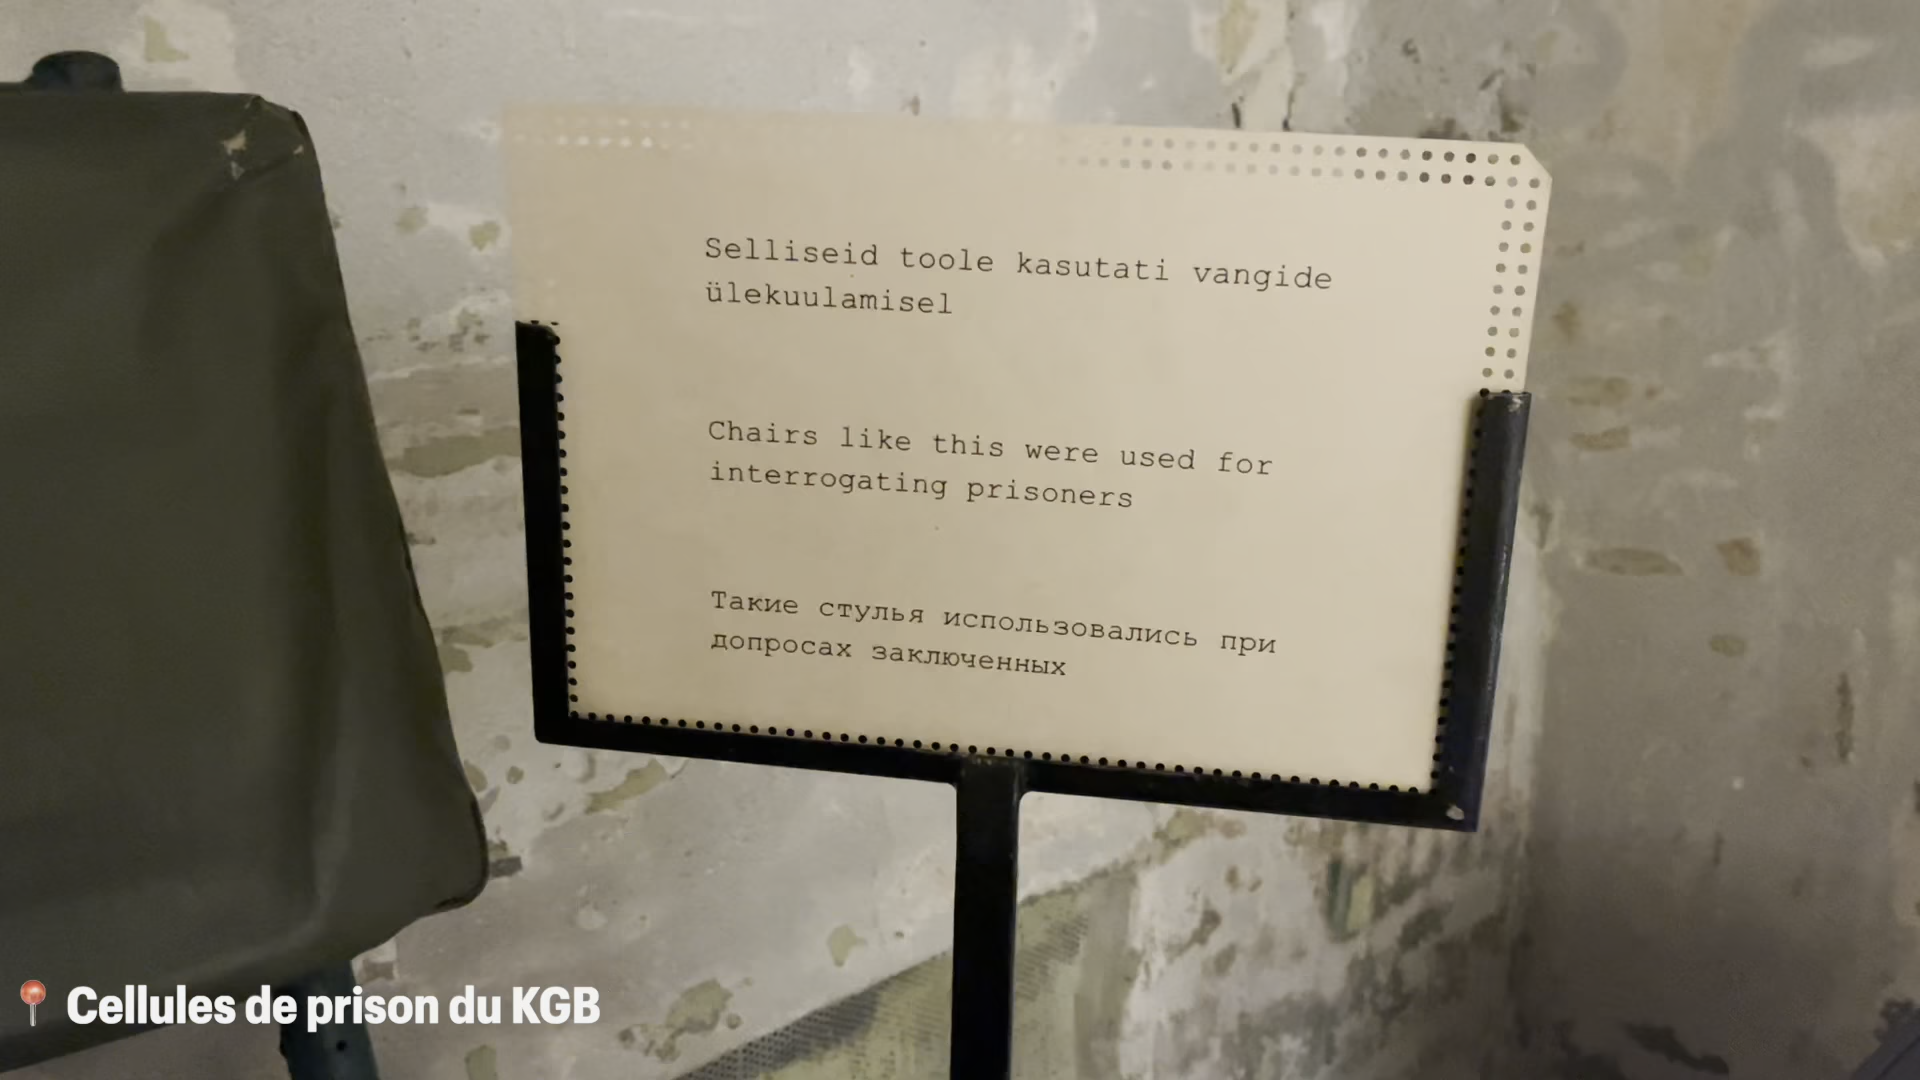 Selliseid toole kasutati vangide
ülekuulamisel
Chairs like this were used for
interrogating prisoners
Такие стулья использовались при
допросах заключенных
Cellules de prison du KGB